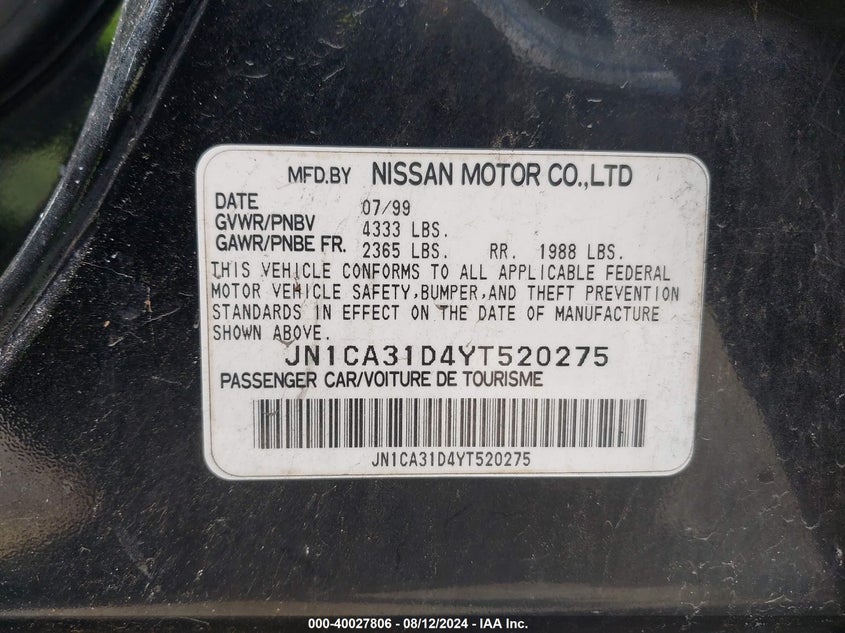 MFD.BY NISSAN MOTOR CO.,LTD
DATE 07/99
GVWR/PNBV 4333 LBS.
GAWR/PNBE FR. 2365 LBS. RR. 1988 LBS.
THIS VEHICLE CONFORMS TO ALL APPLICABLE FEDERAL
MOTOR VEHICLE SAFETY,BUMPER,AND THEFT PREVENTION
STANDARDS IN EFFECT ON THE DATE OF MANUFACTURE
SHOWN ABOVE.
JN1CA31D4YT520275
PASSENGER CAR/VOITURE DE TOURISME
JN1CA31D4YT520275
000-40027806 - 08/12/2024 - IAA Inc.